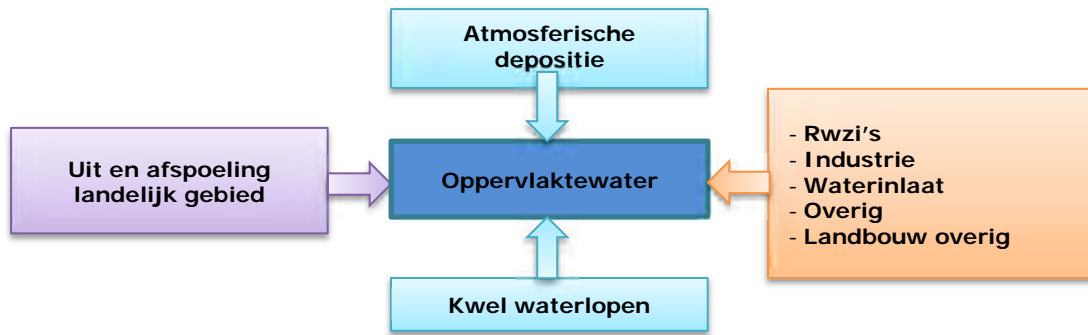 Atmosferische
depositie
Uit en afspoeling
landelijk gebied
Oppervlaktewater
- Rwzi's
- Industrie
- Waterinlaat
- Overig
- Landbouw overig
Kwel waterlopen